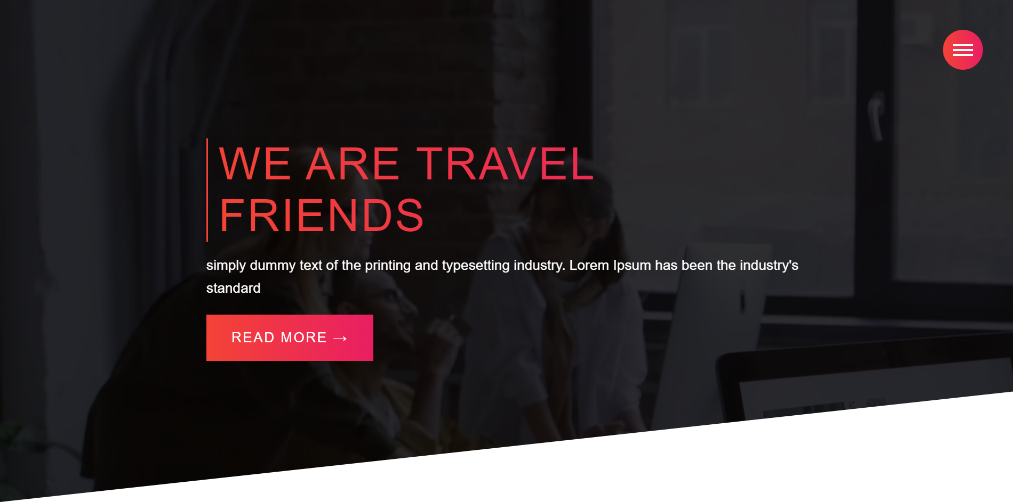 WE ARE TRAVEL
FRIENDS
simply dummy text of the printing and typesetting industry. Lorem Ipsum has been the industry's
standard
READ MORE →